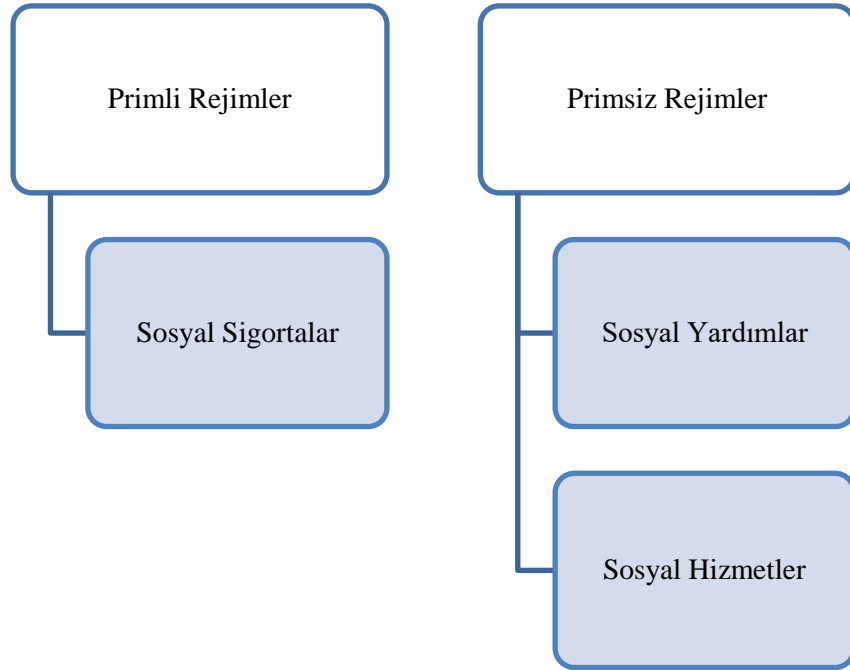 Primli Rejimler
Sosyal Sigortalar
Primsiz Rejimler
Sosyal Yardımlar
Sosyal Hizmetler